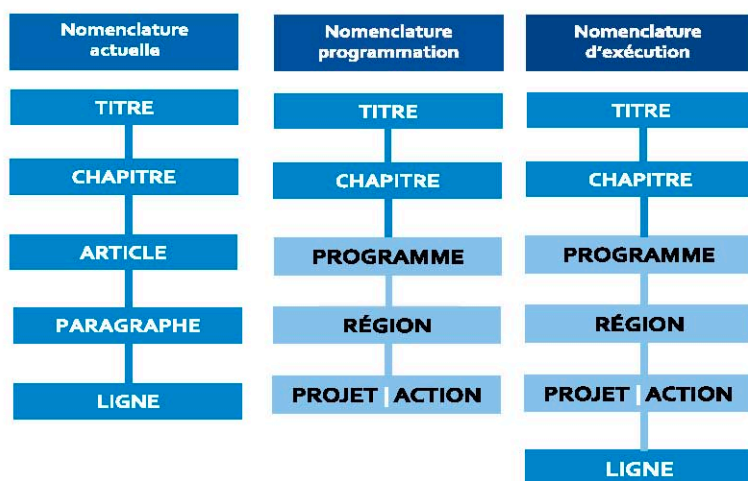 Nomenclature
actuelle
TITRE
CHAPITRE
ARTICLE
PARAGRAPHE
LIGNE
Nomenclature
programmation
TITRE
CHAPITRE
PROGRAMME
RÉGION
PROJET | ACTION
Nomenclature
d'exécution
TITRE
CHAPITRE
PROGRAMME
RÉGION
PROJET | ACTION
LIGNE